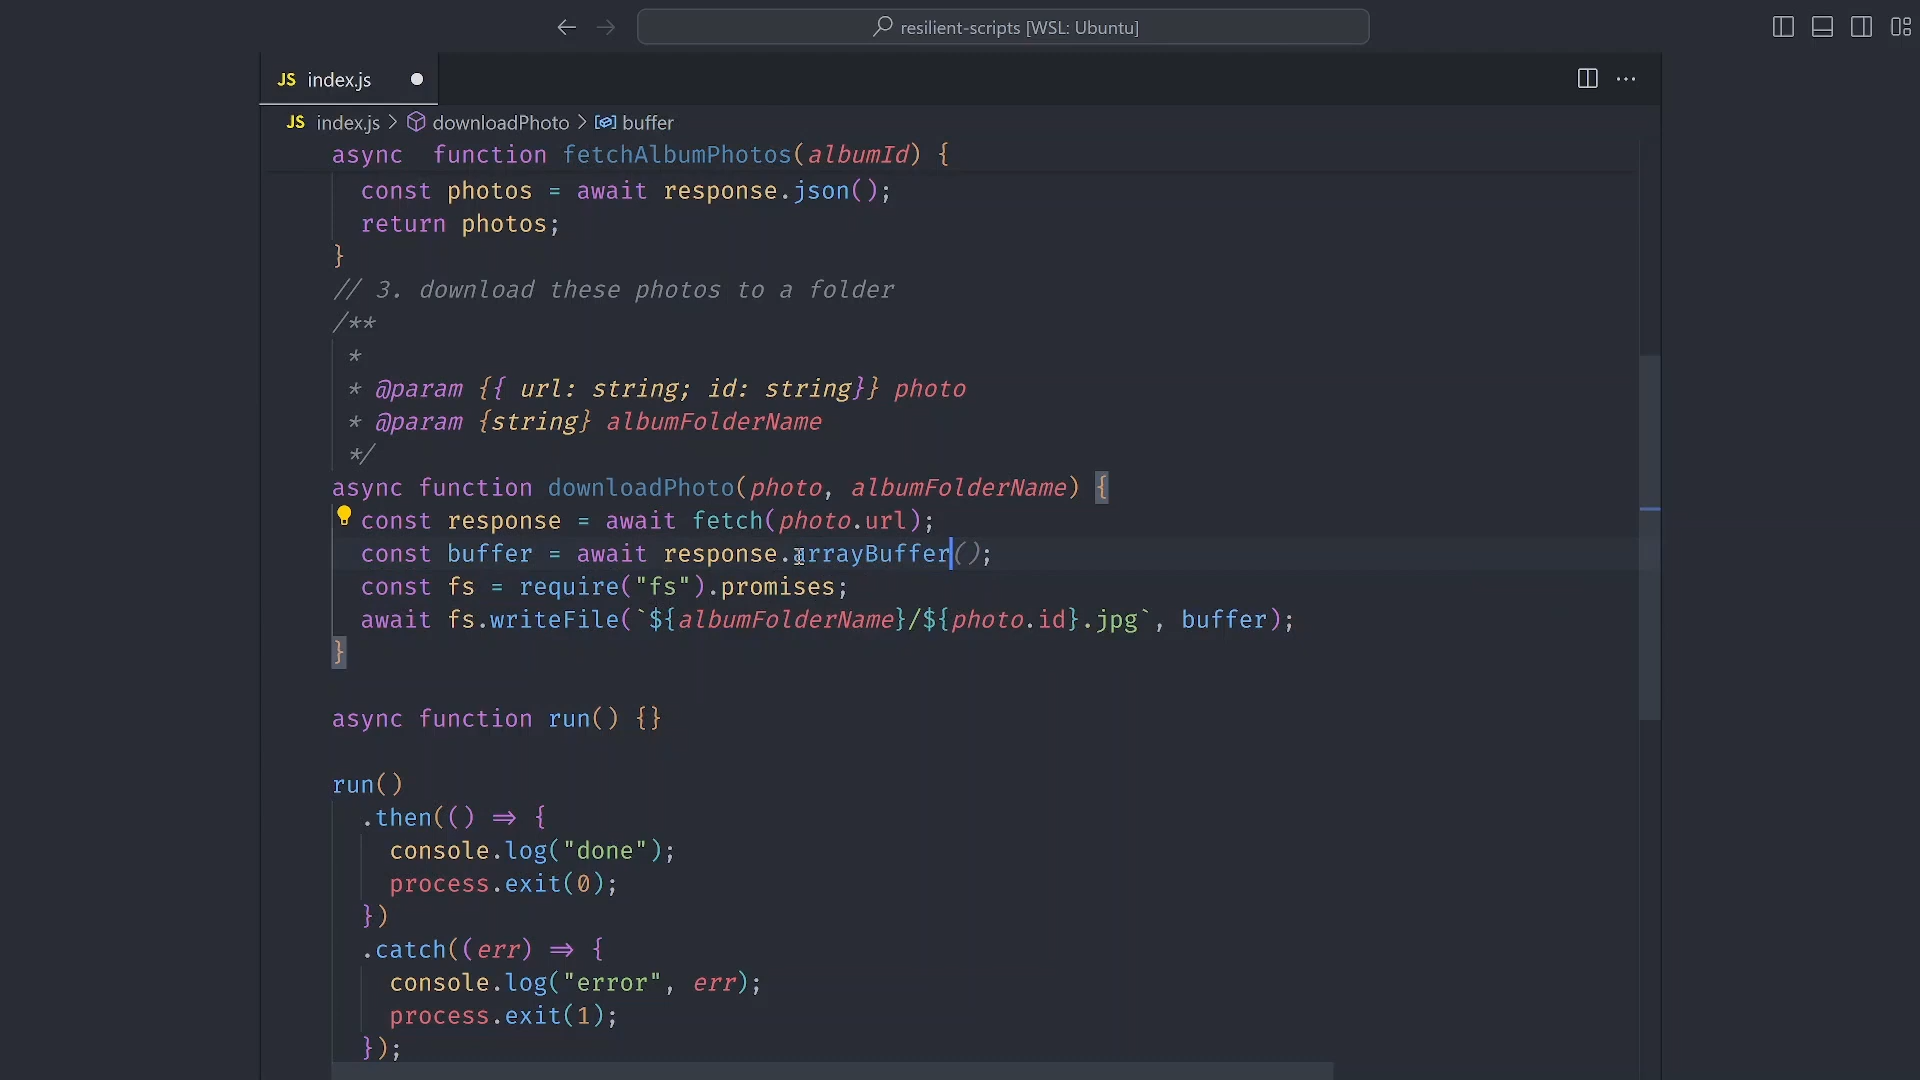 resilient-scripts [WSL: Ubuntu]
JS index.js
JS index.js > downloadPhoto > buffer
async  function fetchAlbumPhotos(albumId) {
const photos = await response.json();
return photos;
}
// 3. download these photos to a folder
/**
*
* @param {{ url: string; id: string}} photo
* @param {string} albumFolderName
*/
async function downloadPhoto(photo, albumFolderName) {
const response = await fetch(photo.url);
const buffer = await response.arrayBuffer();
const fs = require("fs").promises;
await fs.writeFile(`${albumFolderName}/${photo.id}.jpg`, buffer);
}
async function run() {}
run()
.then(() => {
console.log("done");
process.exit(0);
})
.catch((err) => {
console.log("error", err);
process.exit(1);
});